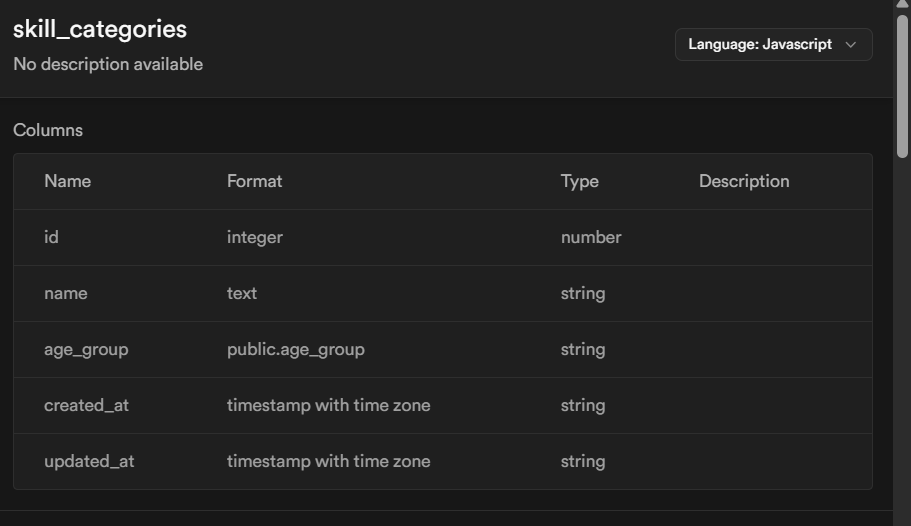 skill_categories
No description available
Language: Javascript
Columns
Name Format Type Description
id integer number
name text string
age_group public.age_group string
created_at timestamp with time zone string
updated_at timestamp with time zone string